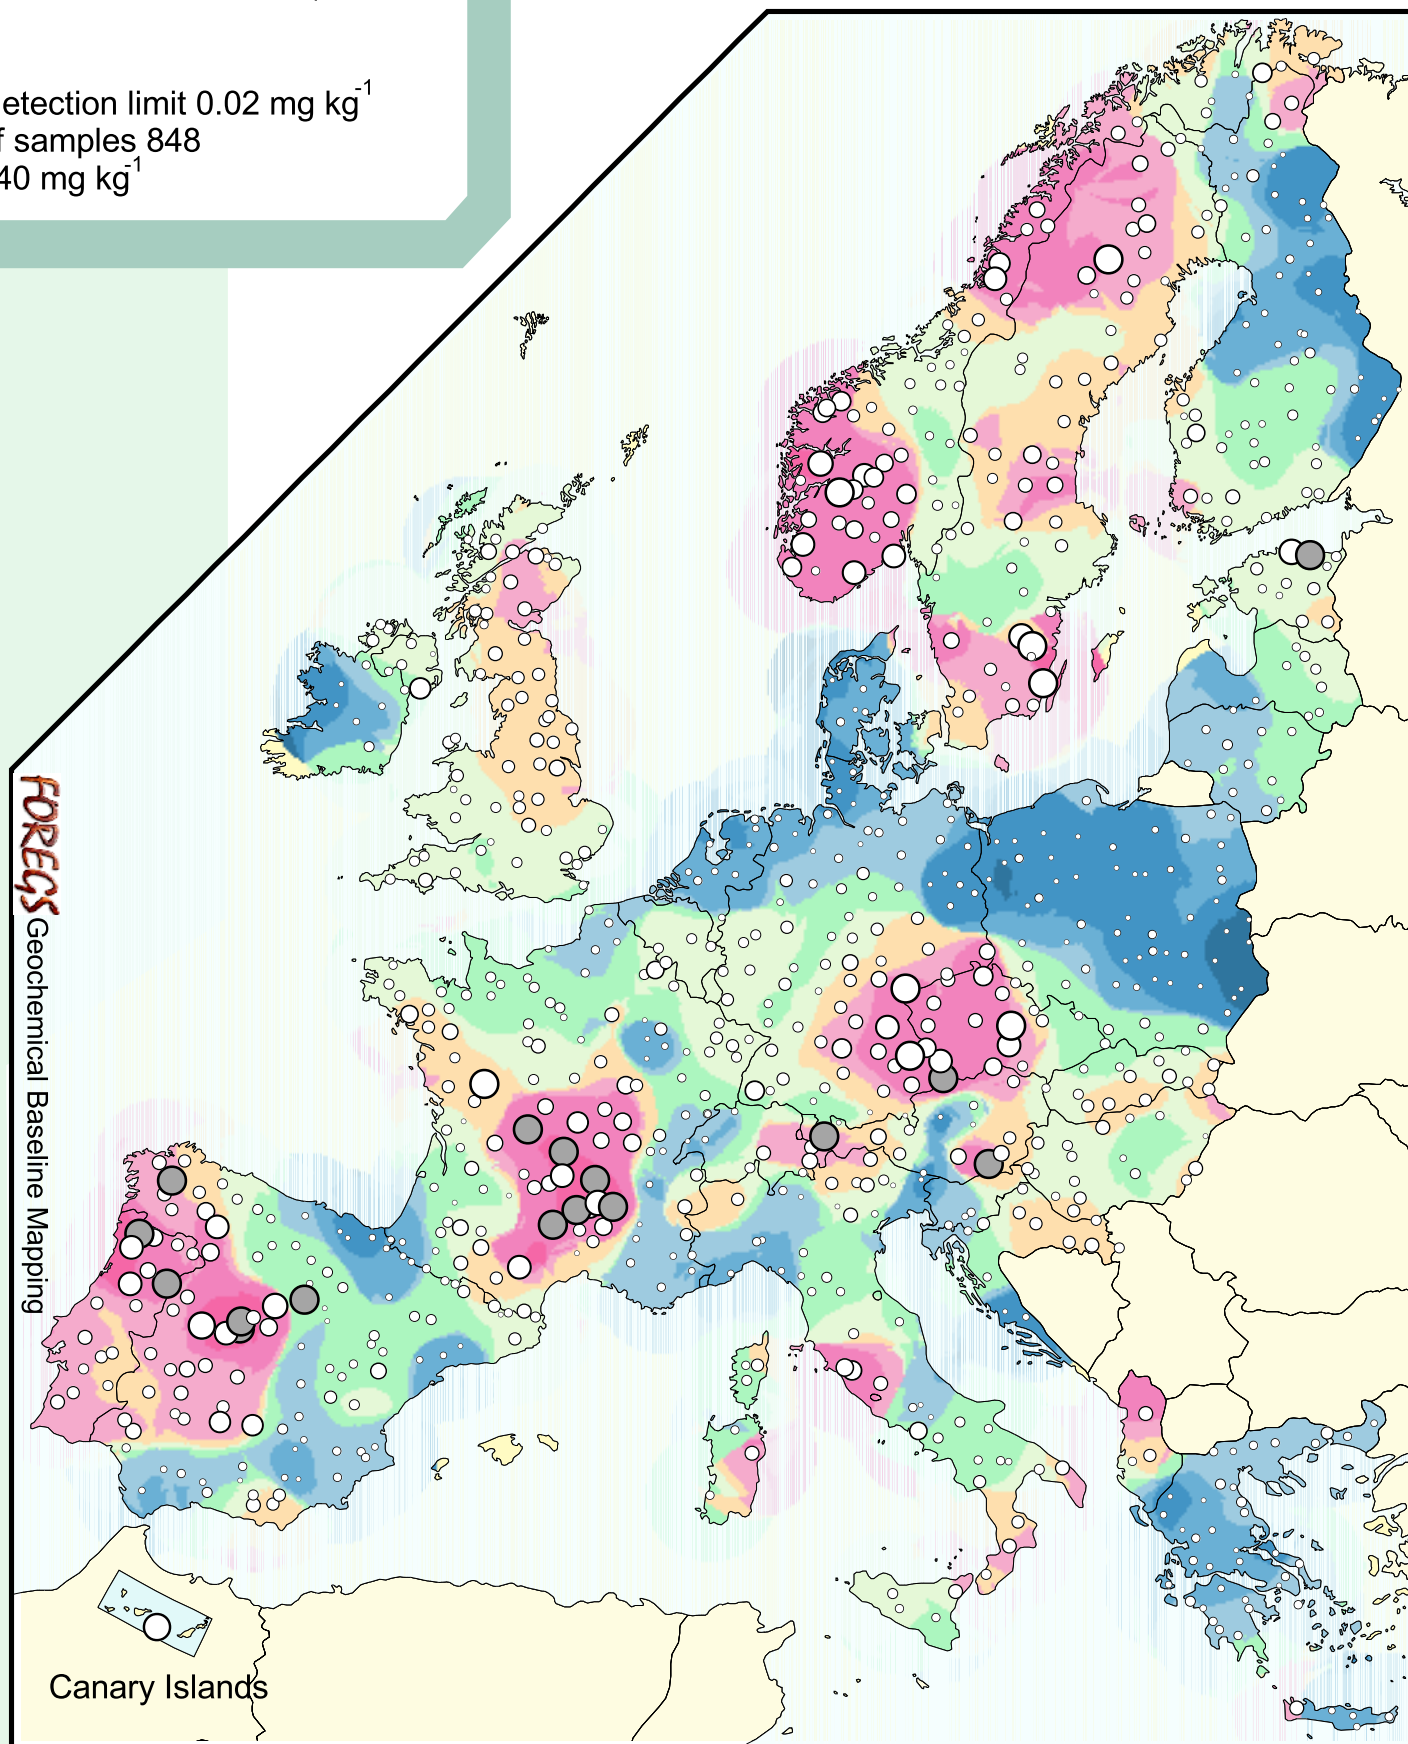 etection limit 0.02 mg kg-1
f samples 848
40 mg kg-1
FOREGS Geochemical Baseline Mapping
Canary Islands